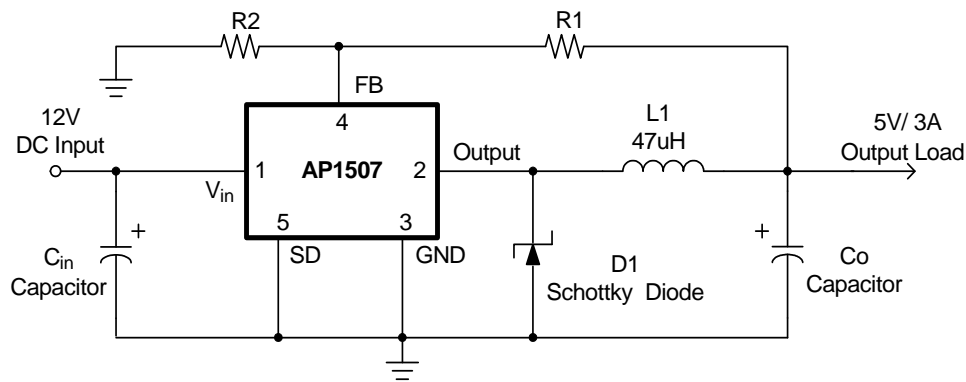 R2
R1
FB
12V
DC Input
4
L1
47uH
5V/ 3A
Output Load
1
AP1507
2
Output
Vin
5
3
SD
GND
Cin
Capacitor
D1
Schottky Diode
Co
Capacitor
+
+